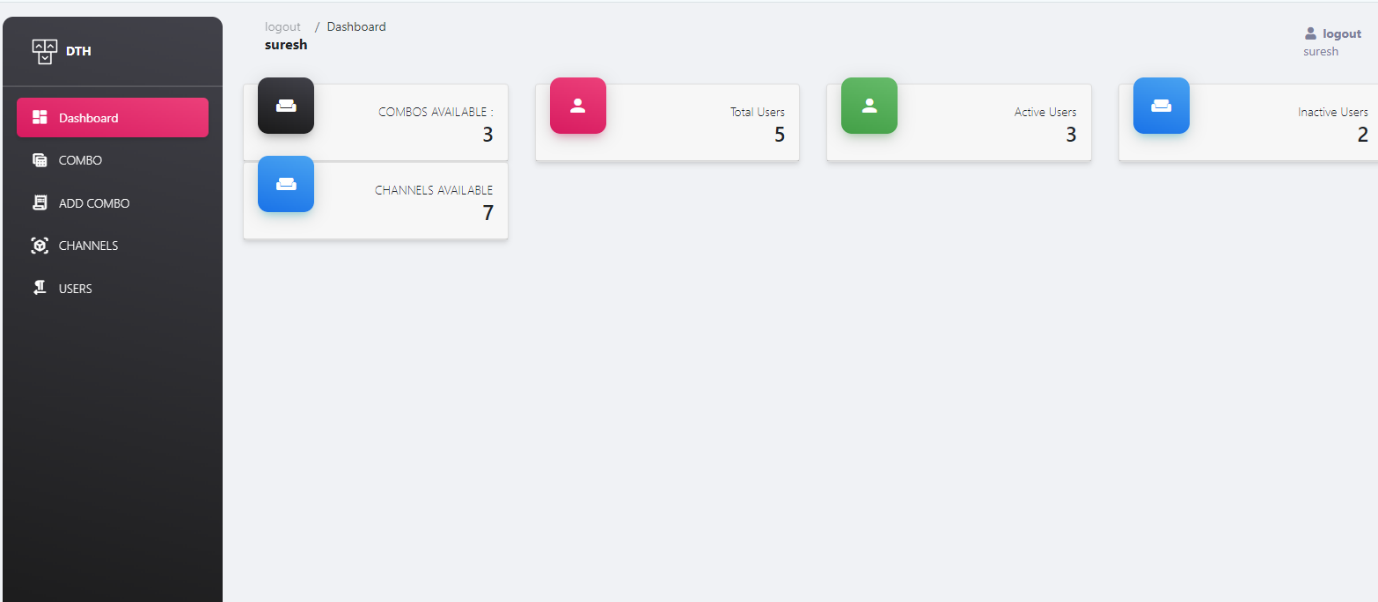 DTH
Dashboard
COMBO
ADD COMBO
CHANNELS
USERS
logout / Dashboard
suresh
logout
suresh
COMBOS AVAILABLE :
3
Total Users
5
Active Users
3
Inactive Users
2
CHANNELS AVAILABLE
7